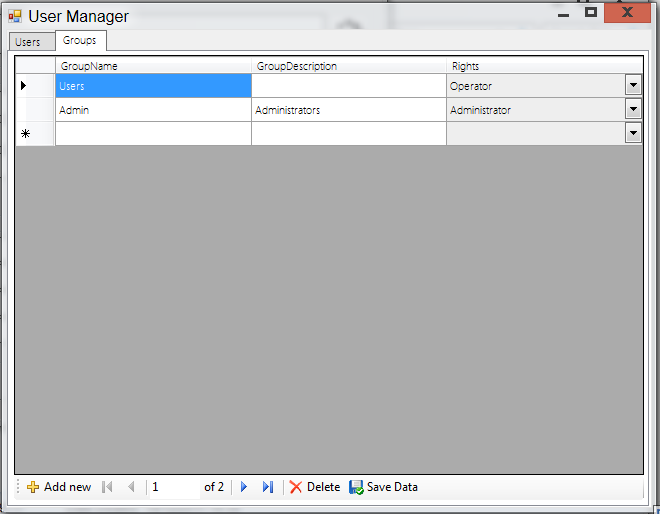 User Manager
Users Groups
GroupName GroupDescription Rights
Users Operator
Admin Administrators Administrator
Add new 1 of 2 Delete Save Data